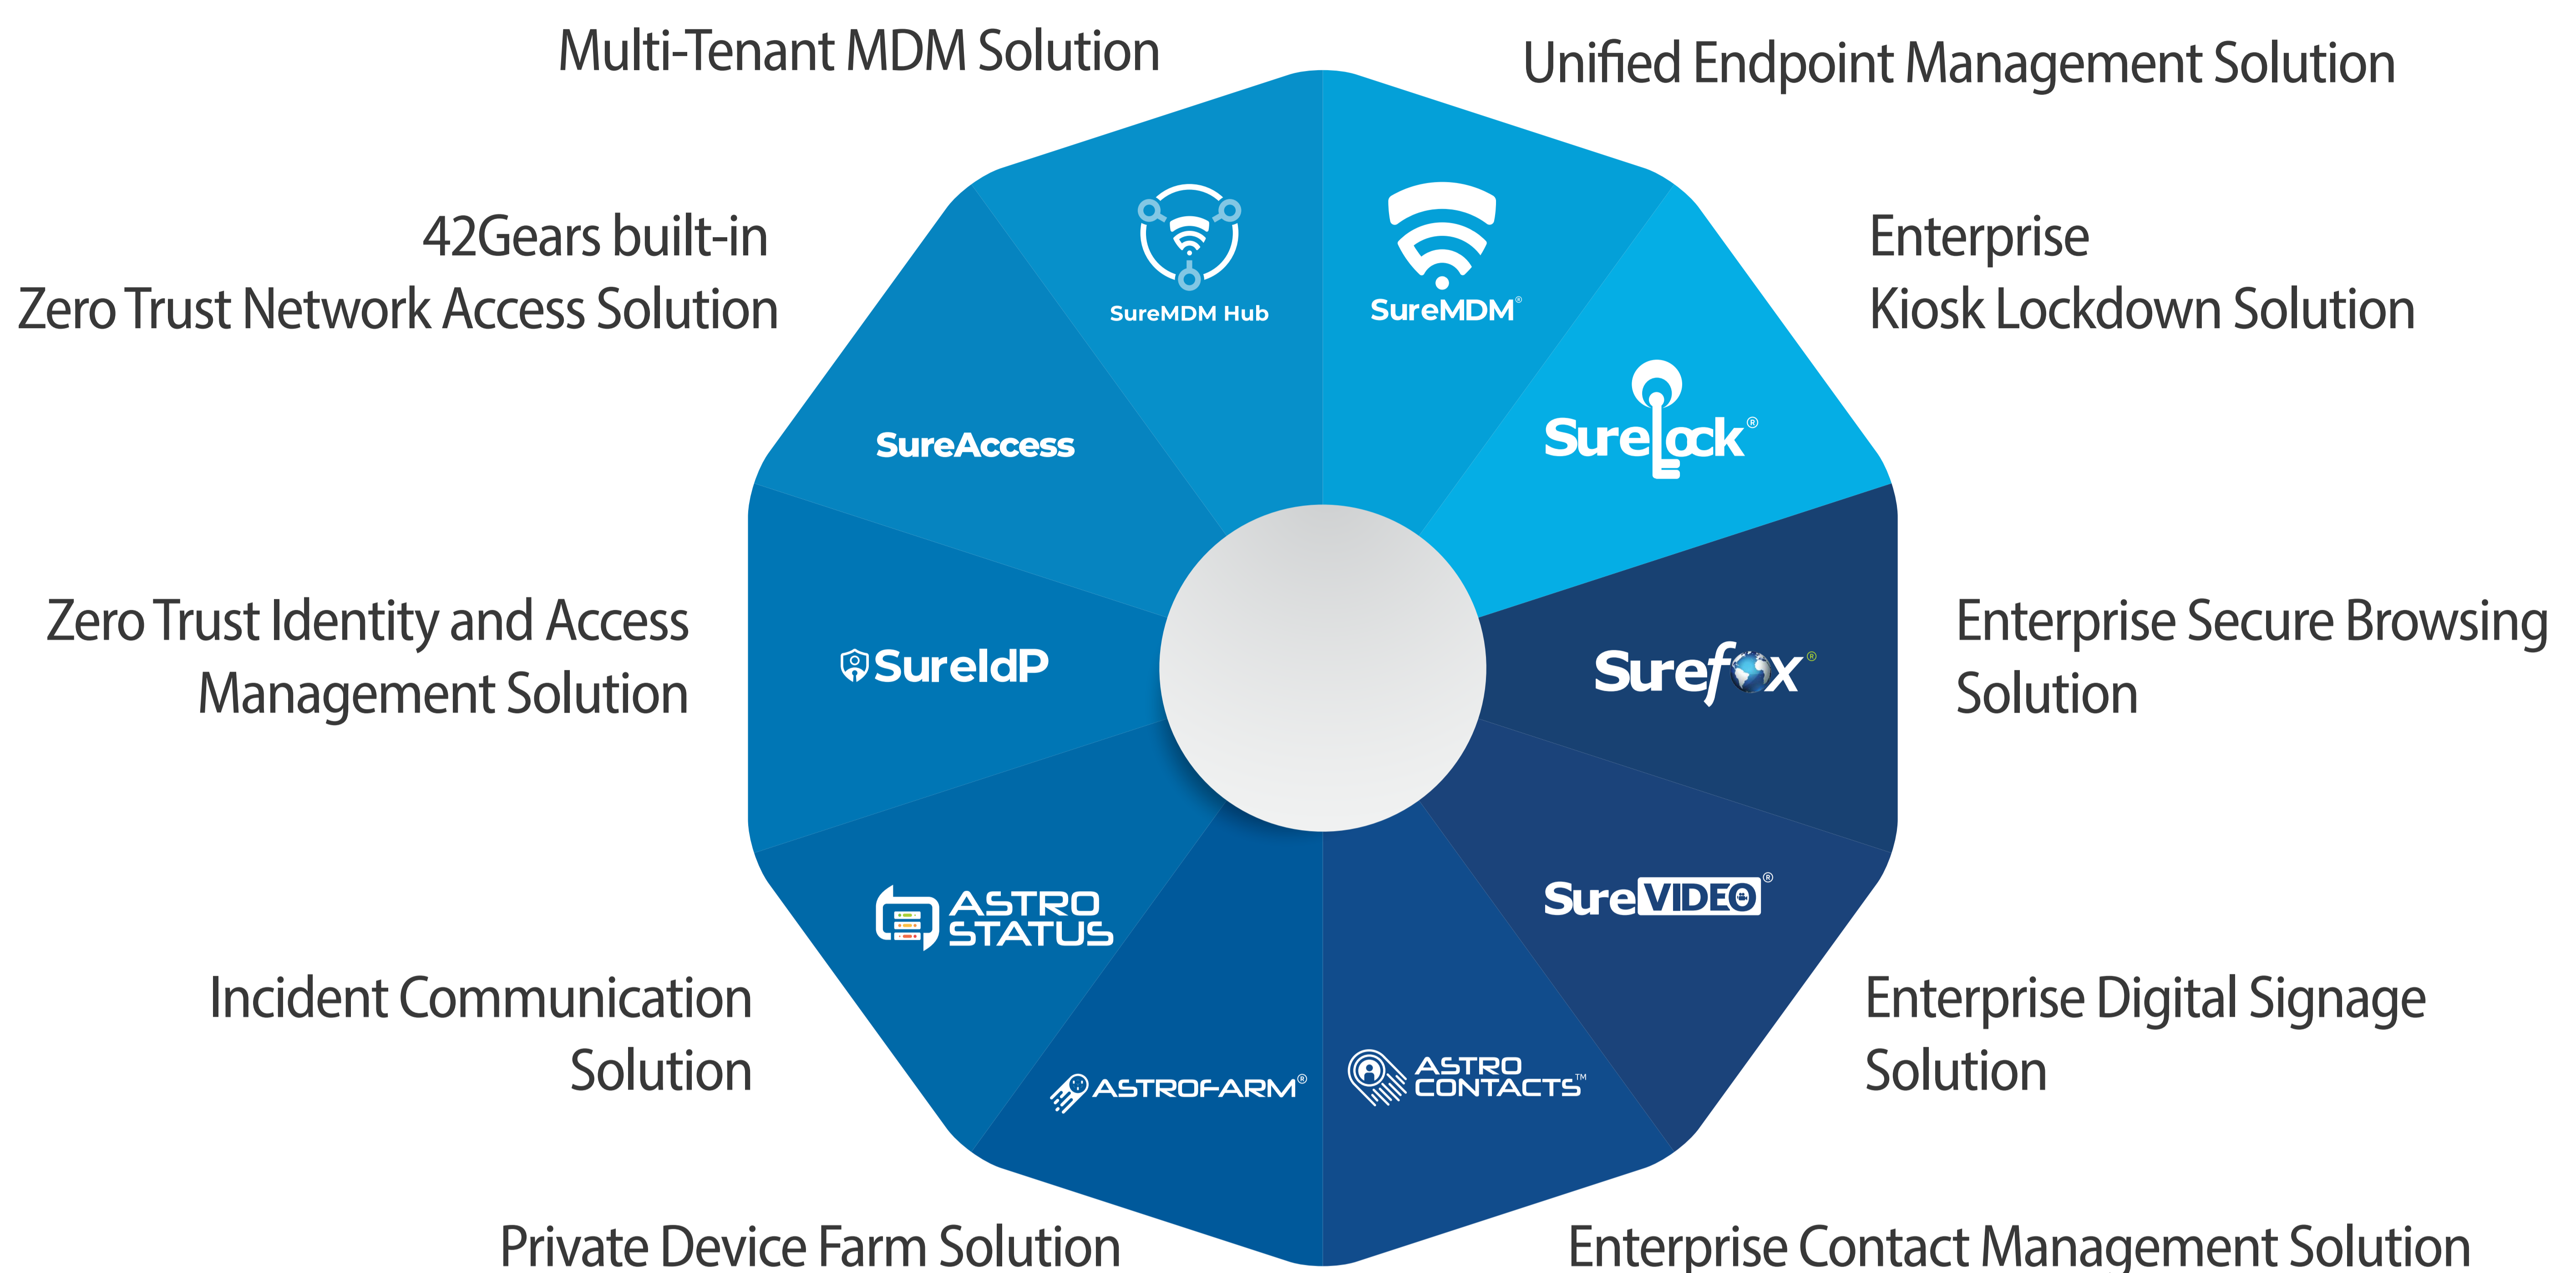 Multi-Tenant MDM Solution
Unified Endpoint Management Solution
42Gears built-in
Zero Trust Network Access Solution
Enterprise
Kiosk Lockdown Solution
SureMDM Hub
SureMDM®
SureAccess
SureLock®
Zero Trust Identity and Access
Management Solution
SureIdP
Surefox®
Enterprise Secure Browsing
Solution
ASTRO
STATUS
SureVIDEO®
Incident Communication
Solution
Enterprise Digital Signage
Solution
ASTROFARM®
ASTRO
CONTACTS™
Private Device Farm Solution
Enterprise Contact Management Solution